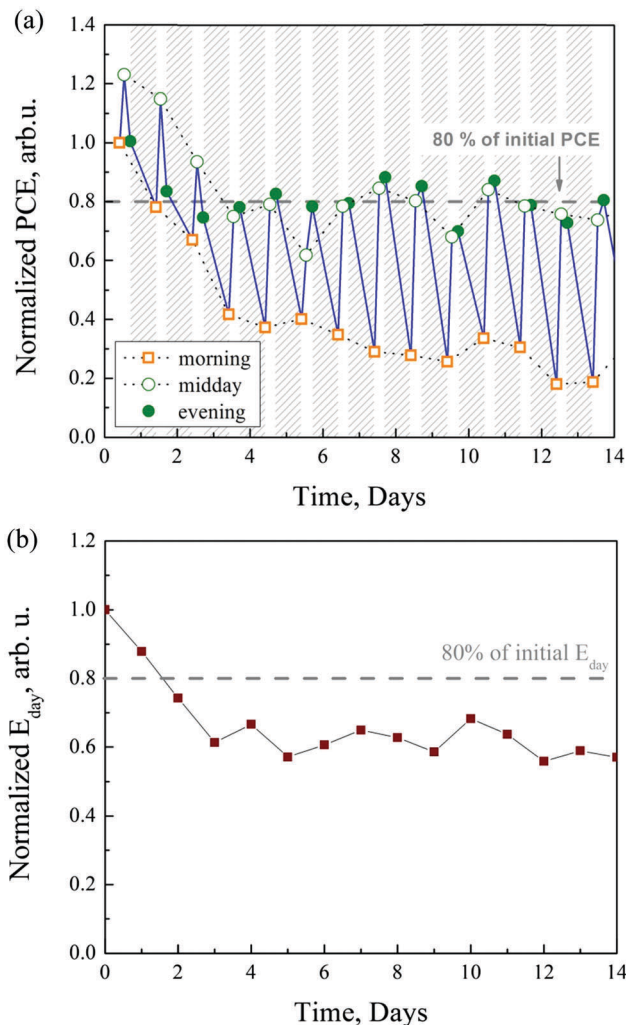 (a)
1.4
1.2
1.0
0.8
0.6
0.4
0.2
0.0
Normalized PCE, arb.u.
80 % of initial PCE
morning
midday
evening
0 2 4 6 8 10 12 14
Time, Days
(b)
1.2
1.0
0.8
0.6
0.4
0.2
0.0
Normalized Eday, arb. u.
80% of initial Eday
0 2 4 6 8 10 12 14
Time, Days